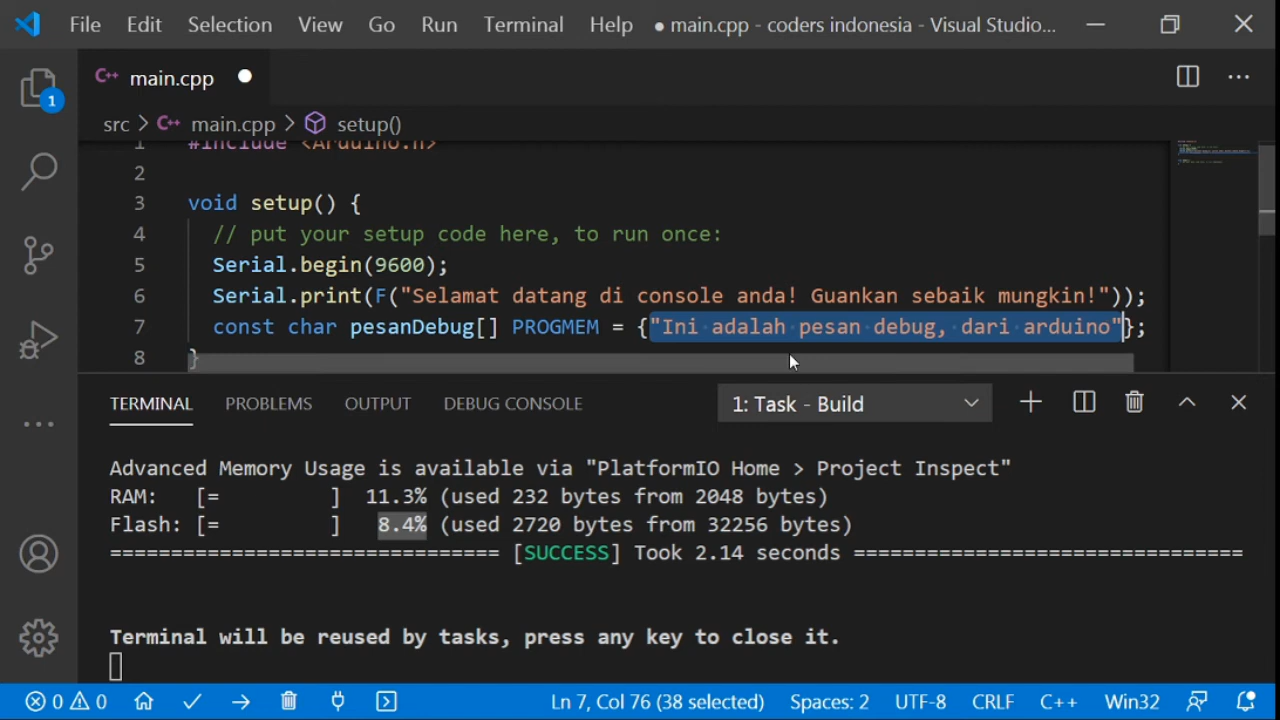 File Edit Selection View Go Run Terminal Help ● main.cpp - coders indonesia - Visual Studio...
C++ main.cpp ●
1
src > C++ main.cpp > setup()
1 #include <Arduino.h>
2
3 void setup() {
4 // put your setup code here, to run once:
5 Serial.begin(9600);
6 Serial.print(F("Selamat datang di console anda! Guankan sebaik mungkin!"));
7 const char pesanDebug[] PROGMEM = {"Ini adalah pesan debug, dari arduino"};
8 }
TERMINAL PROBLEMS OUTPUT DEBUG CONSOLE 1: Task - Build
Advanced Memory Usage is available via "PlatformIO Home > Project Inspect"
RAM: [= ] 11.3% (used 232 bytes from 2048 bytes)
Flash: [= ] 8.4% (used 2720 bytes from 32256 bytes)
================================ [SUCCESS] Took 2.14 seconds ================================
Terminal will be reused by tasks, press any key to close it.
0 0 Ln 7, Col 76 (38 selected) Spaces: 2 UTF-8 CRLF C++ Win32